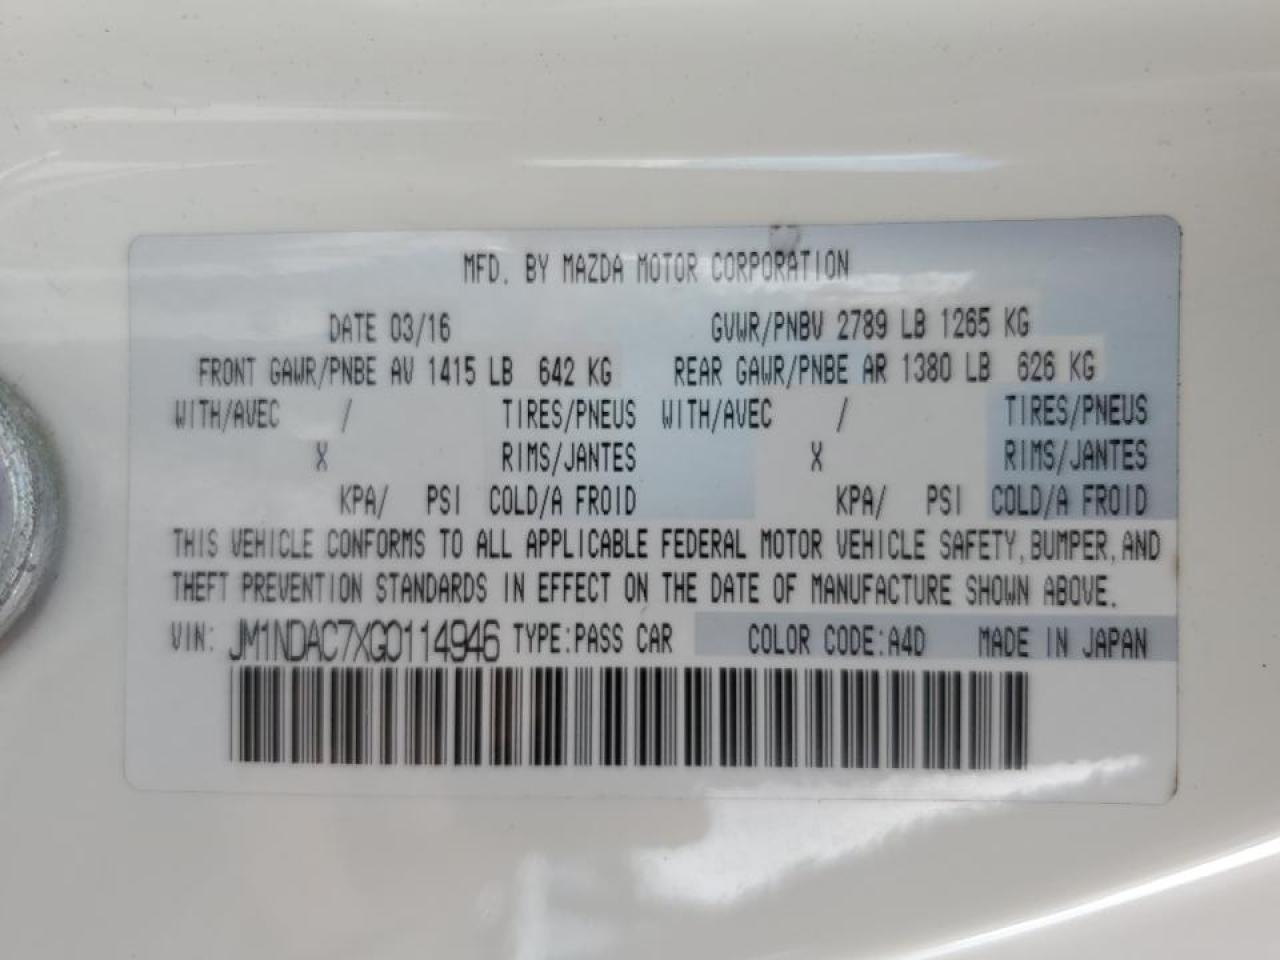 MFD. BY MAZDA MOTOR CORPORATION
DATE 03/16 GVWR/PNBV 2789 LB 1265 KG
FRONT GAWR/PNBE AV 1415 LB 642 KG REAR GAWR/PNBE AR 1380 LB 626 KG
WITH/AVEC / TIRES/PNEUS WITH/AVEC / TIRES/PNEUS
X RIMS/JANTES X RIMS/JANTES
KPA/ PSI COLD/A FROID KPA/ PSI COLD/A FROID
THIS VEHICLE CONFORMS TO ALL APPLICABLE FEDERAL MOTOR VEHICLE SAFETY, BUMPER, AND
THEFT PREVENTION STANDARDS IN EFFECT ON THE DATE OF MANUFACTURE SHOWN ABOVE.
VIN: JM1NDAC7XG0114946 TYPE:PASS CAR COLOR CODE:A4D MADE IN JAPAN